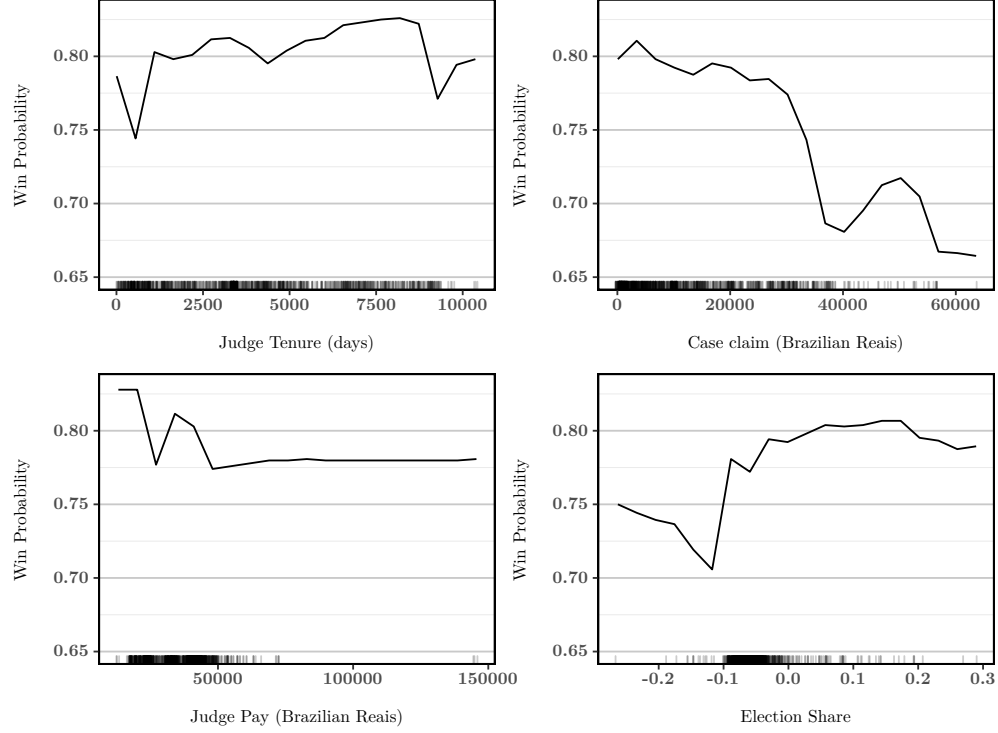 Win Probability
0.80
0.75
0.70
0.65
0 2500 5000 7500 10000
Judge Tenure (days)
Win Probability
0.80
0.75
0.70
0.65
0 20000 40000 60000
Case claim (Brazilian Reais)
Win Probability
0.80
0.75
0.70
0.65
50000 100000 150000
Judge Pay (Brazilian Reais)
Win Probability
0.80
0.75
0.70
0.65
-0.2 -0.1 0.0 0.1 0.2 0.3
Election Share